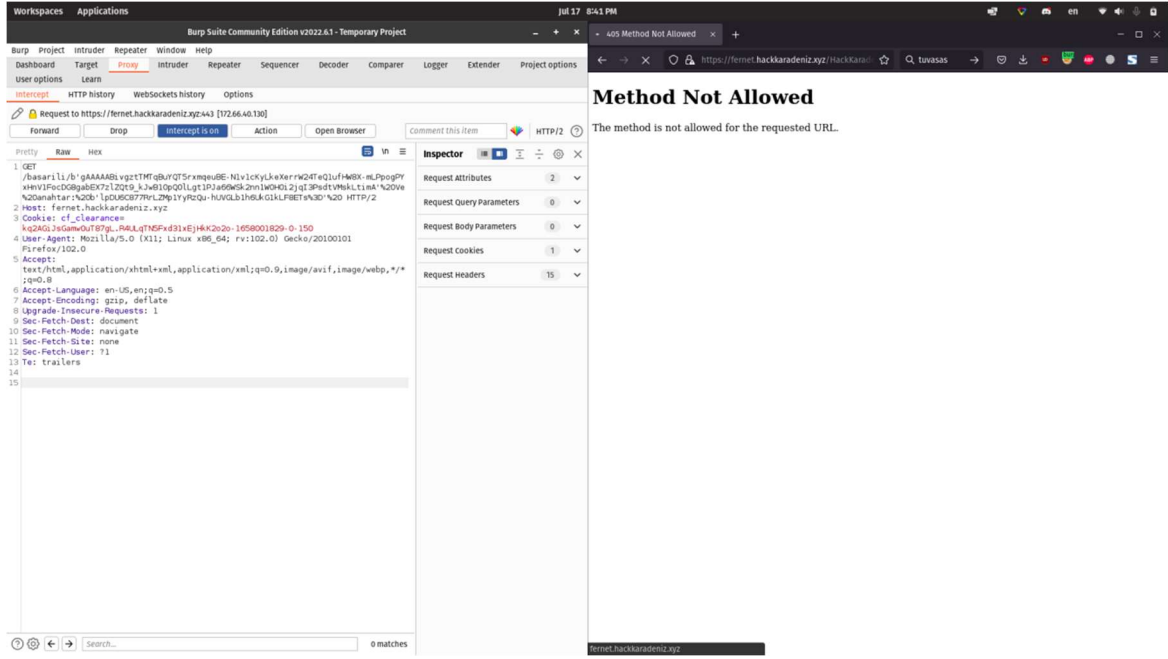 Workspaces Applications Jul 17 8:41 PM en
Burp Suite Community Edition v2022.6.1 - Temporary Project
Burp Project Intruder Repeater Window Help
Dashboard Target Proxy Intruder Repeater Sequencer Decoder Comparer Logger Extender Project options
User options Learn
Intercept HTTP history WebSockets history Options
Request to https://fernet.hackkaradeniz.xyz:443 [172.66.40.130]
Forward Drop Intercept is on Action Open Browser Comment this item HTTP/2
Pretty Raw Hex \n
1 GET
%20anahtar:%20b'
HTTP/2
2 Host: fernet.hackkaradeniz.xyz
3 Cookie: cf_clearance=
4 User-Agent: Mozilla/5.0 (X11; Linux x86_64; rv:102.0) Gecko/20100101
Firefox/102.0
5 Accept:
text/html,application/xhtml+xml,application/xml;q=0.9,image/avif,image/webp,*/*
;q=0.8
6 Accept-Language: en-US,en;q=0.5
7 Accept-Encoding: gzip, deflate
8 Upgrade-Insecure-Requests: 1
9 Sec-Fetch-Dest: document
10 Sec-Fetch-Mode: navigate
11 Sec-Fetch-Site: none
12 Sec-Fetch-User: ?1
13 Te: trailers
14
15
Inspector
Request Attributes 2
Request Query Parameters 0
Request Body Parameters 0
Request Cookies 1
Request Headers 15
Search... 0 matches
405 Method Not Allowed
https://fernet.hackkaradeniz.xyz/HackKarad tuvasas
Method Not Allowed
The method is not allowed for the requested URL.
fernet.hackkaradeniz.xyz